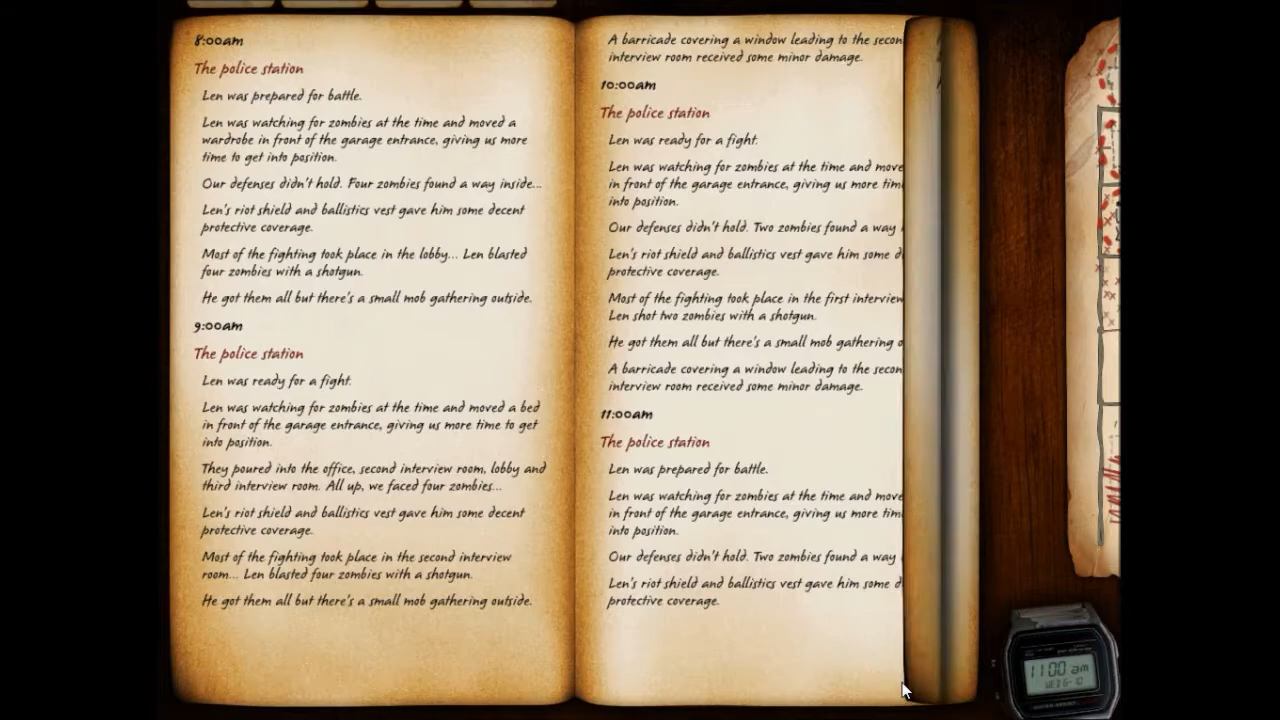 8:00am
The police station
Len was prepared for battle.
Len was watching for zombies at the time and moved a
wardrobe in front of the garage entrance, giving us more
time to get into position.
Our defenses didn't hold. Four zombies found a way inside...
Len's riot shield and ballistics vest gave him some decent
protective coverage.
Most of the fighting took place in the lobby... Len blasted
four zombies with a shotgun.
He got them all but there's a small mob gathering outside.
9:00am
The police station
Len was ready for a fight.
Len was watching for zombies at the time and moved a bed
in front of the garage entrance, giving us more time to get
into position.
They poured into the office, second interview room, lobby and
third interview room. All up, we faced four zombies...
Len's riot shield and ballistics vest gave him some decent
protective coverage.
Most of the fighting took place in the second interview
room... Len blasted four zombies with a shotgun.
He got them all but there's a small mob gathering outside.
A barricade covering a window leading to the secon
interview room received some minor damage.
10:00am
The police station
Len was ready for a fight.
Len was watching for zombies at the time and move
in front of the garage entrance, giving us more tim
into position.
Our defenses didn't hold. Two zombies found a way
Len's riot shield and ballistics vest gave him some d
protective coverage.
Most of the fighting took place in the first interview
Len shot two zombies with a shotgun.
He got them all but there's a small mob gathering o
A barricade covering a window leading to the secon
interview room received some minor damage.
11:00am
The police station
Len was prepared for battle.
Len was watching for zombies at the time and move
in front of the garage entrance, giving us more tim
into position.
Our defenses didn't hold. Two zombies found a way
Len's riot shield and ballistics vest gave him some d
protective coverage.
11:00 am